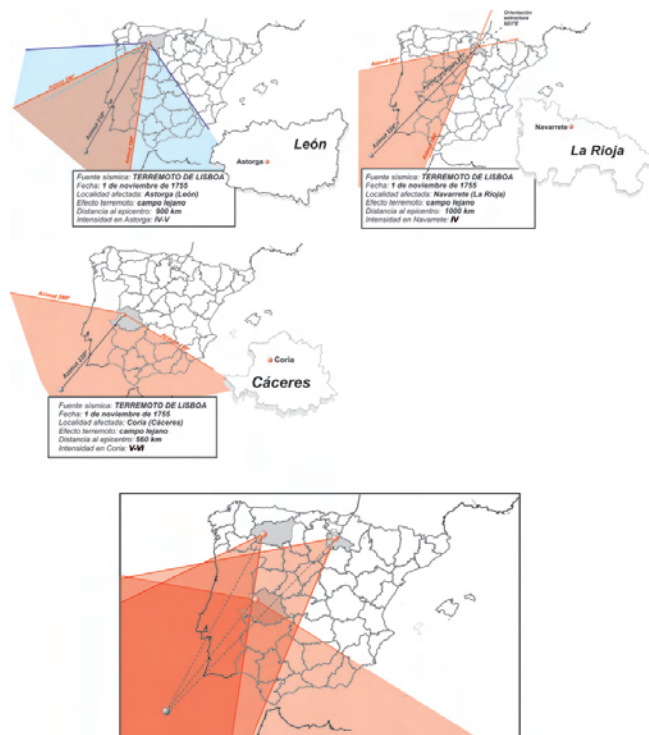 León
Astorga
Fuente sísmica: TERREMOTO DE LISBOA
Fecha: 1 de noviembre de 1755
Localidad afectada: Astorga (León)
Efecto terremoto: campo lejano
Distancia al epicentro: 900 km
Intensidad en Astorga: IV-V
Orientación
estructura
Navarrete
La Rioja
Fuente sísmica: TERREMOTO DE LISBOA
Fecha: 1 de noviembre de 1755
Localidad afectada: Navarrete (La Rioja)
Efecto terremoto: campo lejano
Distancia al epicentro: 1000 km
Intensidad en Navarrete: IV
Azimut
Azimut
Coria
Cáceres
Fuente sísmica: TERREMOTO DE LISBOA
Fecha: 1 de noviembre de 1755
Localidad afectada: Coria (Cáceres)
Efecto terremoto: campo lejano
Distancia al epicentro: 560 km
Intensidad en Coria: V-VI